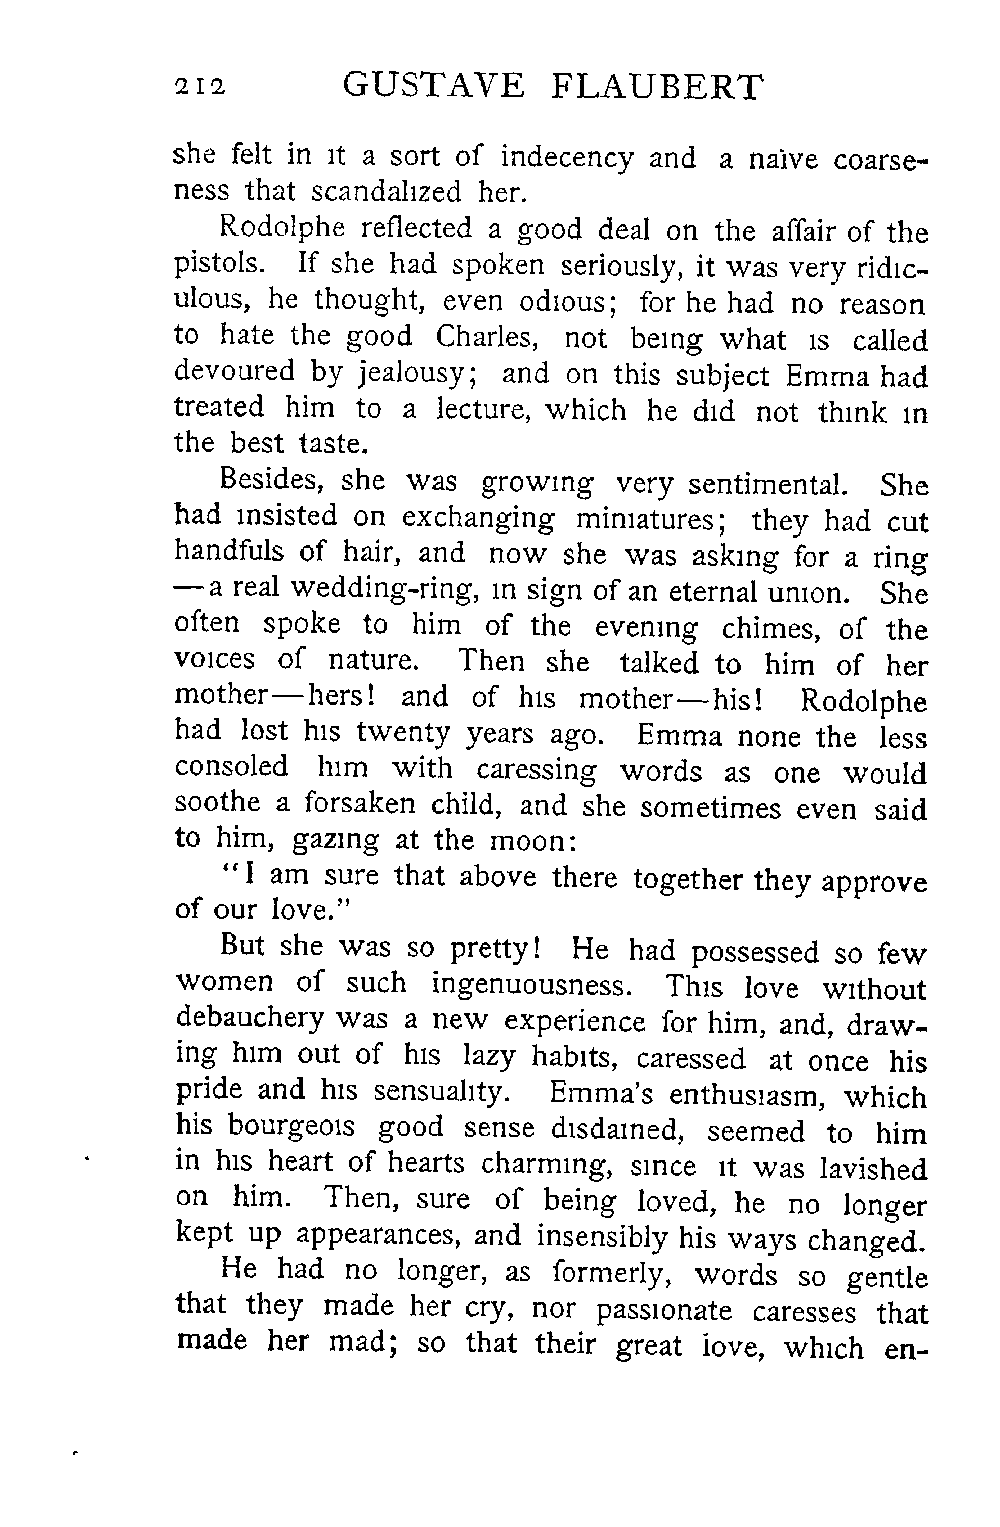 212 GUSTAVE FLAUBERT
she felt in it a sort of indecency and a naive coarse-
ness that scandalized her.
Rodolphe reflected a good deal on the affair of the
pistols. If she had spoken seriously, it was very ridic-
ulous, he thought, even odious; for he had no reason
to hate the good Charles, not being what is called
devoured by jealousy; and on this subject Emma had
treated him to a lecture, which he did not think in
the best taste.
Besides, she was growing very sentimental. She
had insisted on exchanging miniatures; they had cut
handfuls of hair, and now she was asking for a ring
—a real wedding-ring, in sign of an eternal union. She
often spoke to him of the evening chimes, of the
voices of nature. Then she talked to him of her
mother—hers! and of his mother—his! Rodolphe
had lost his twenty years ago. Emma none the less
consoled him with caressing words as one would
soothe a forsaken child, and she sometimes even said
to him, gazing at the moon:
"I am sure that above there together they approve
of our love."
But she was so pretty! He had possessed so few
women of such ingenuousness. This love without
debauchery was a new experience for him, and, draw-
ing him out of his lazy habits, caressed at once his
pride and his sensuality. Emma's enthusiasm, which
his bourgeois good sense disdained, seemed to him
in his heart of hearts charming, since it was lavished
on him. Then, sure of being loved, he no longer
kept up appearances, and insensibly his ways changed.
He had no longer, as formerly, words so gentle
that they made her cry, nor passionate caresses that
made her mad; so that their great love, which en-